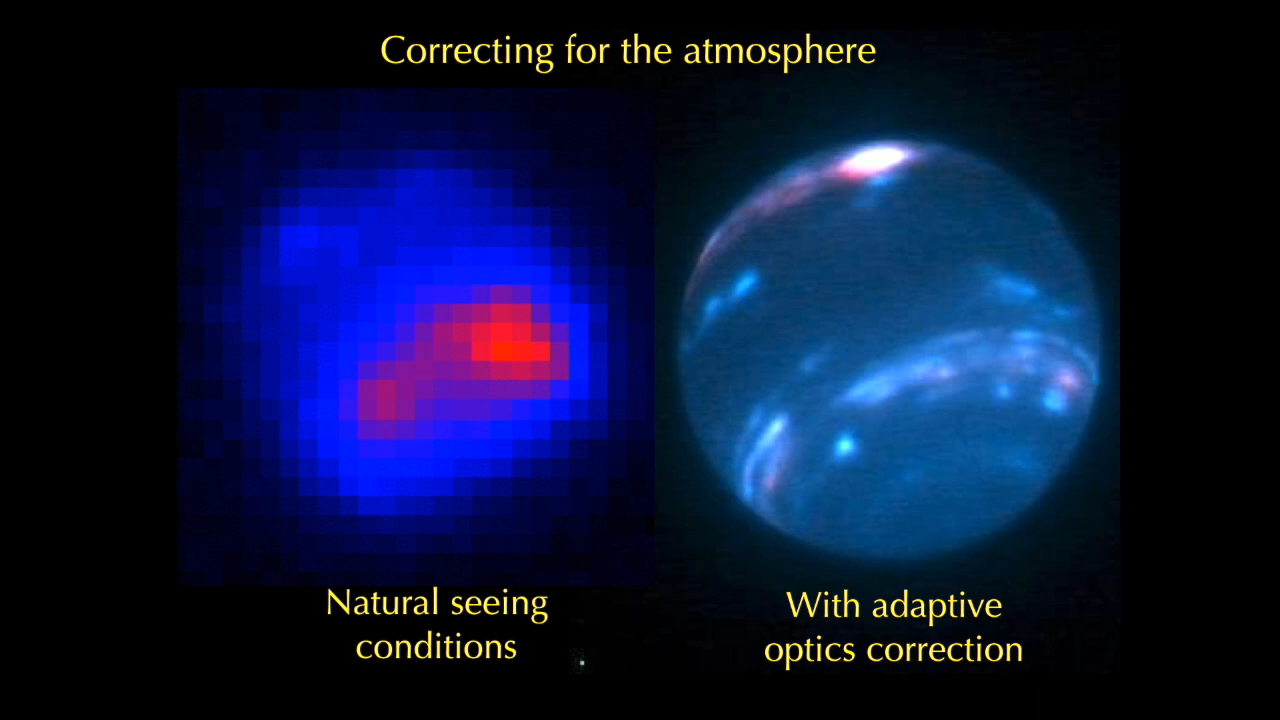 Correcting for the atmosphere
Natural seeing
conditions
With adaptive
optics correction